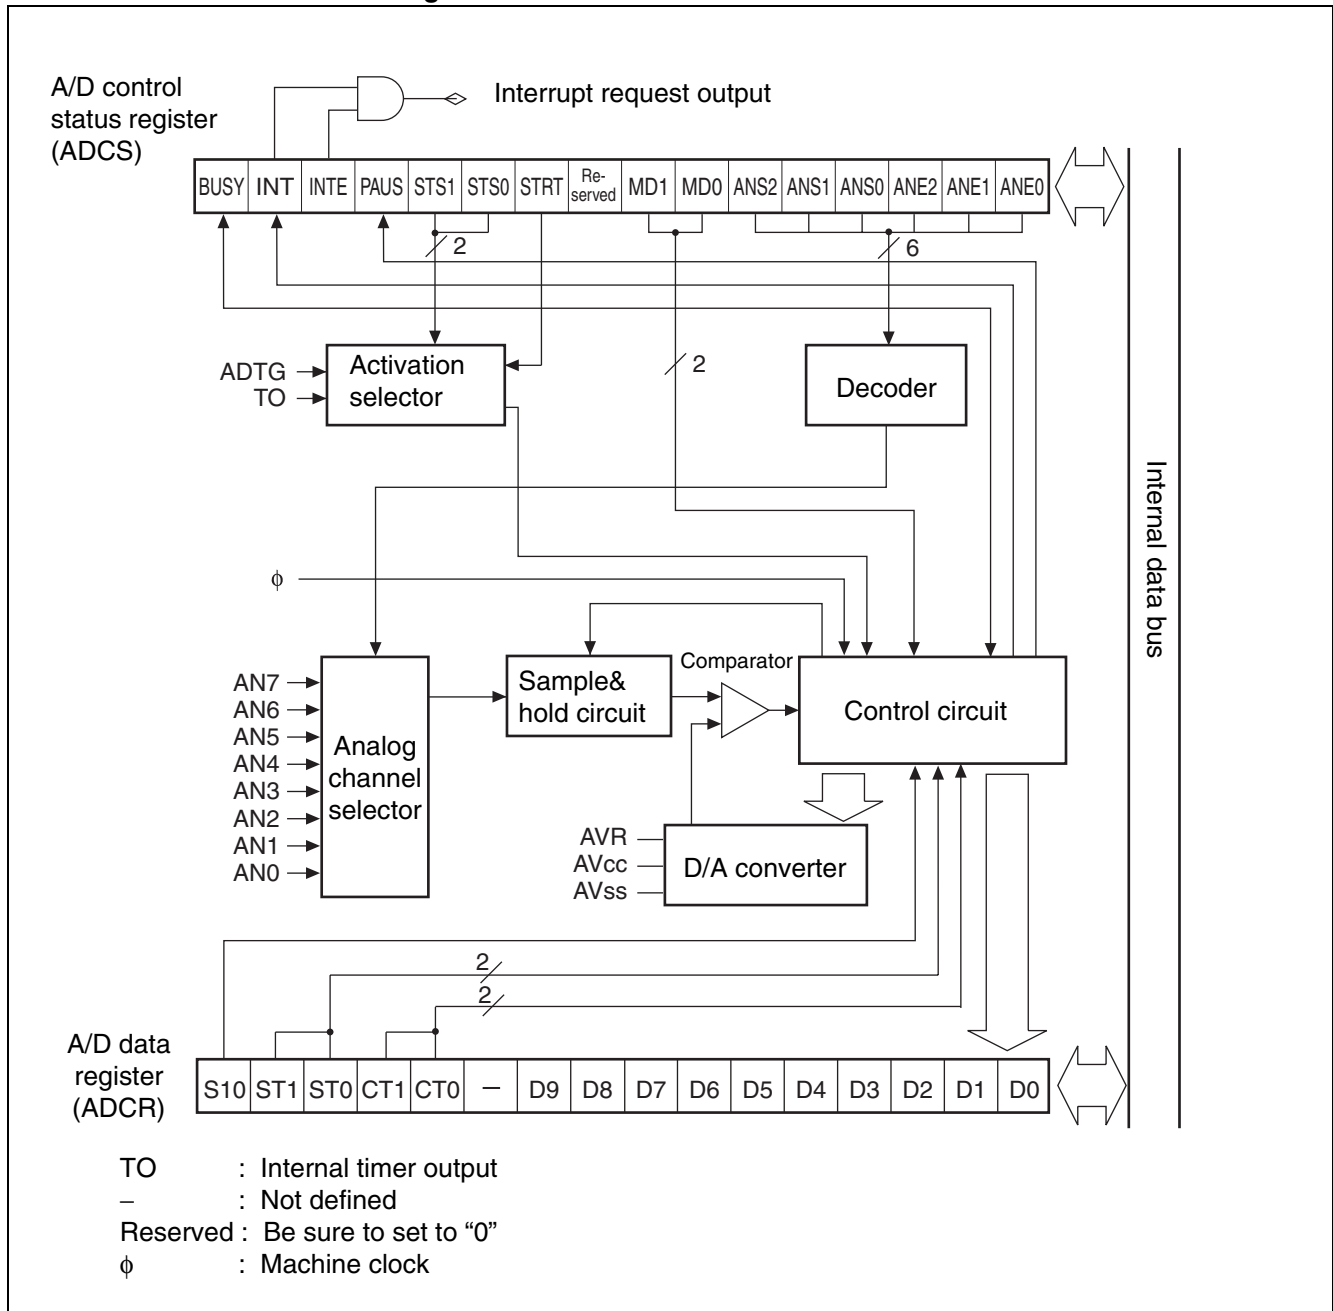 A/D control
status register
(ADCS)
Interrupt request output
BUSY INT INTE PAUS STS1 STS0 STRT Re-served MD1 MD0 ANS2 ANS1 ANS0 ANE2 ANE1 ANE0
2
6
ADTG
TO
Activation
selector
2
Decoder
Internal data bus
ϕ
AN7
AN6
AN5
AN4
AN3
AN2
AN1
AN0
Analog
channel
selector
Sample&
hold circuit
Comparator
Control circuit
AVR
AVcc
AVss
D/A converter
2
2
A/D data
register
(ADCR)
S10 ST1 ST0 CT1 CT0 – D9 D8 D7 D6 D5 D4 D3 D2 D1 D0
TO : Internal timer output
– : Not defined
Reserved : Be sure to set to “0”
ϕ : Machine clock